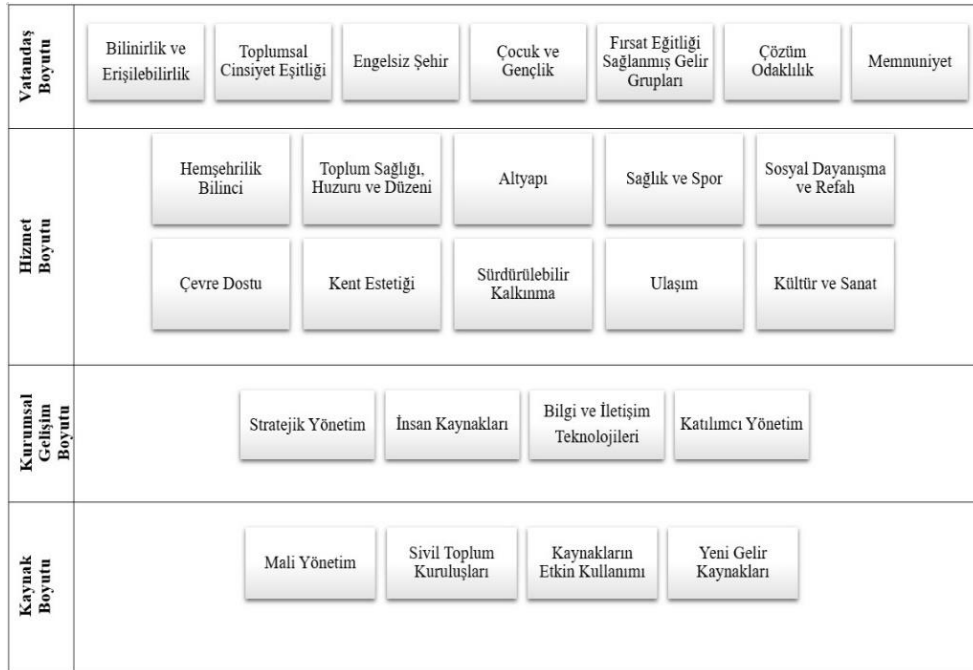 Vatandaş
Boyutu
Bilinirlik ve
Erişilebilirlik
Toplumsal
Cinsiyet Eşitliği
Engelsiz Şehir
Çocuk ve
Gençlik
Fırsat Eğitliği
Sağlanmış Gelir
Grupları
Çözüm
Odaklılık
Memnuniyet
Hizmet
Boyutu
Hemşehrilik
Bilinci
Toplum Sağlığı,
Huzuru ve Düzeni
Altyapı
Sağlık ve Spor
Sosyal Dayanışma
ve Refah
Çevre Dostu
Kent Estetiği
Sürdürülebilir
Kalkınma
Ulaşım
Kültür ve Sanat
Kurumsal
Gelişim
Boyutu
Stratejik Yönetim
İnsan Kaynakları
Bilgi ve İletişim
Teknolojileri
Katılımcı Yönetim
Kaynak
Boyutu
Mali Yönetim
Sivil Toplum
Kuruluşları
Kaynakların
Etkin Kullanımı
Yeni Gelir
Kaynakları